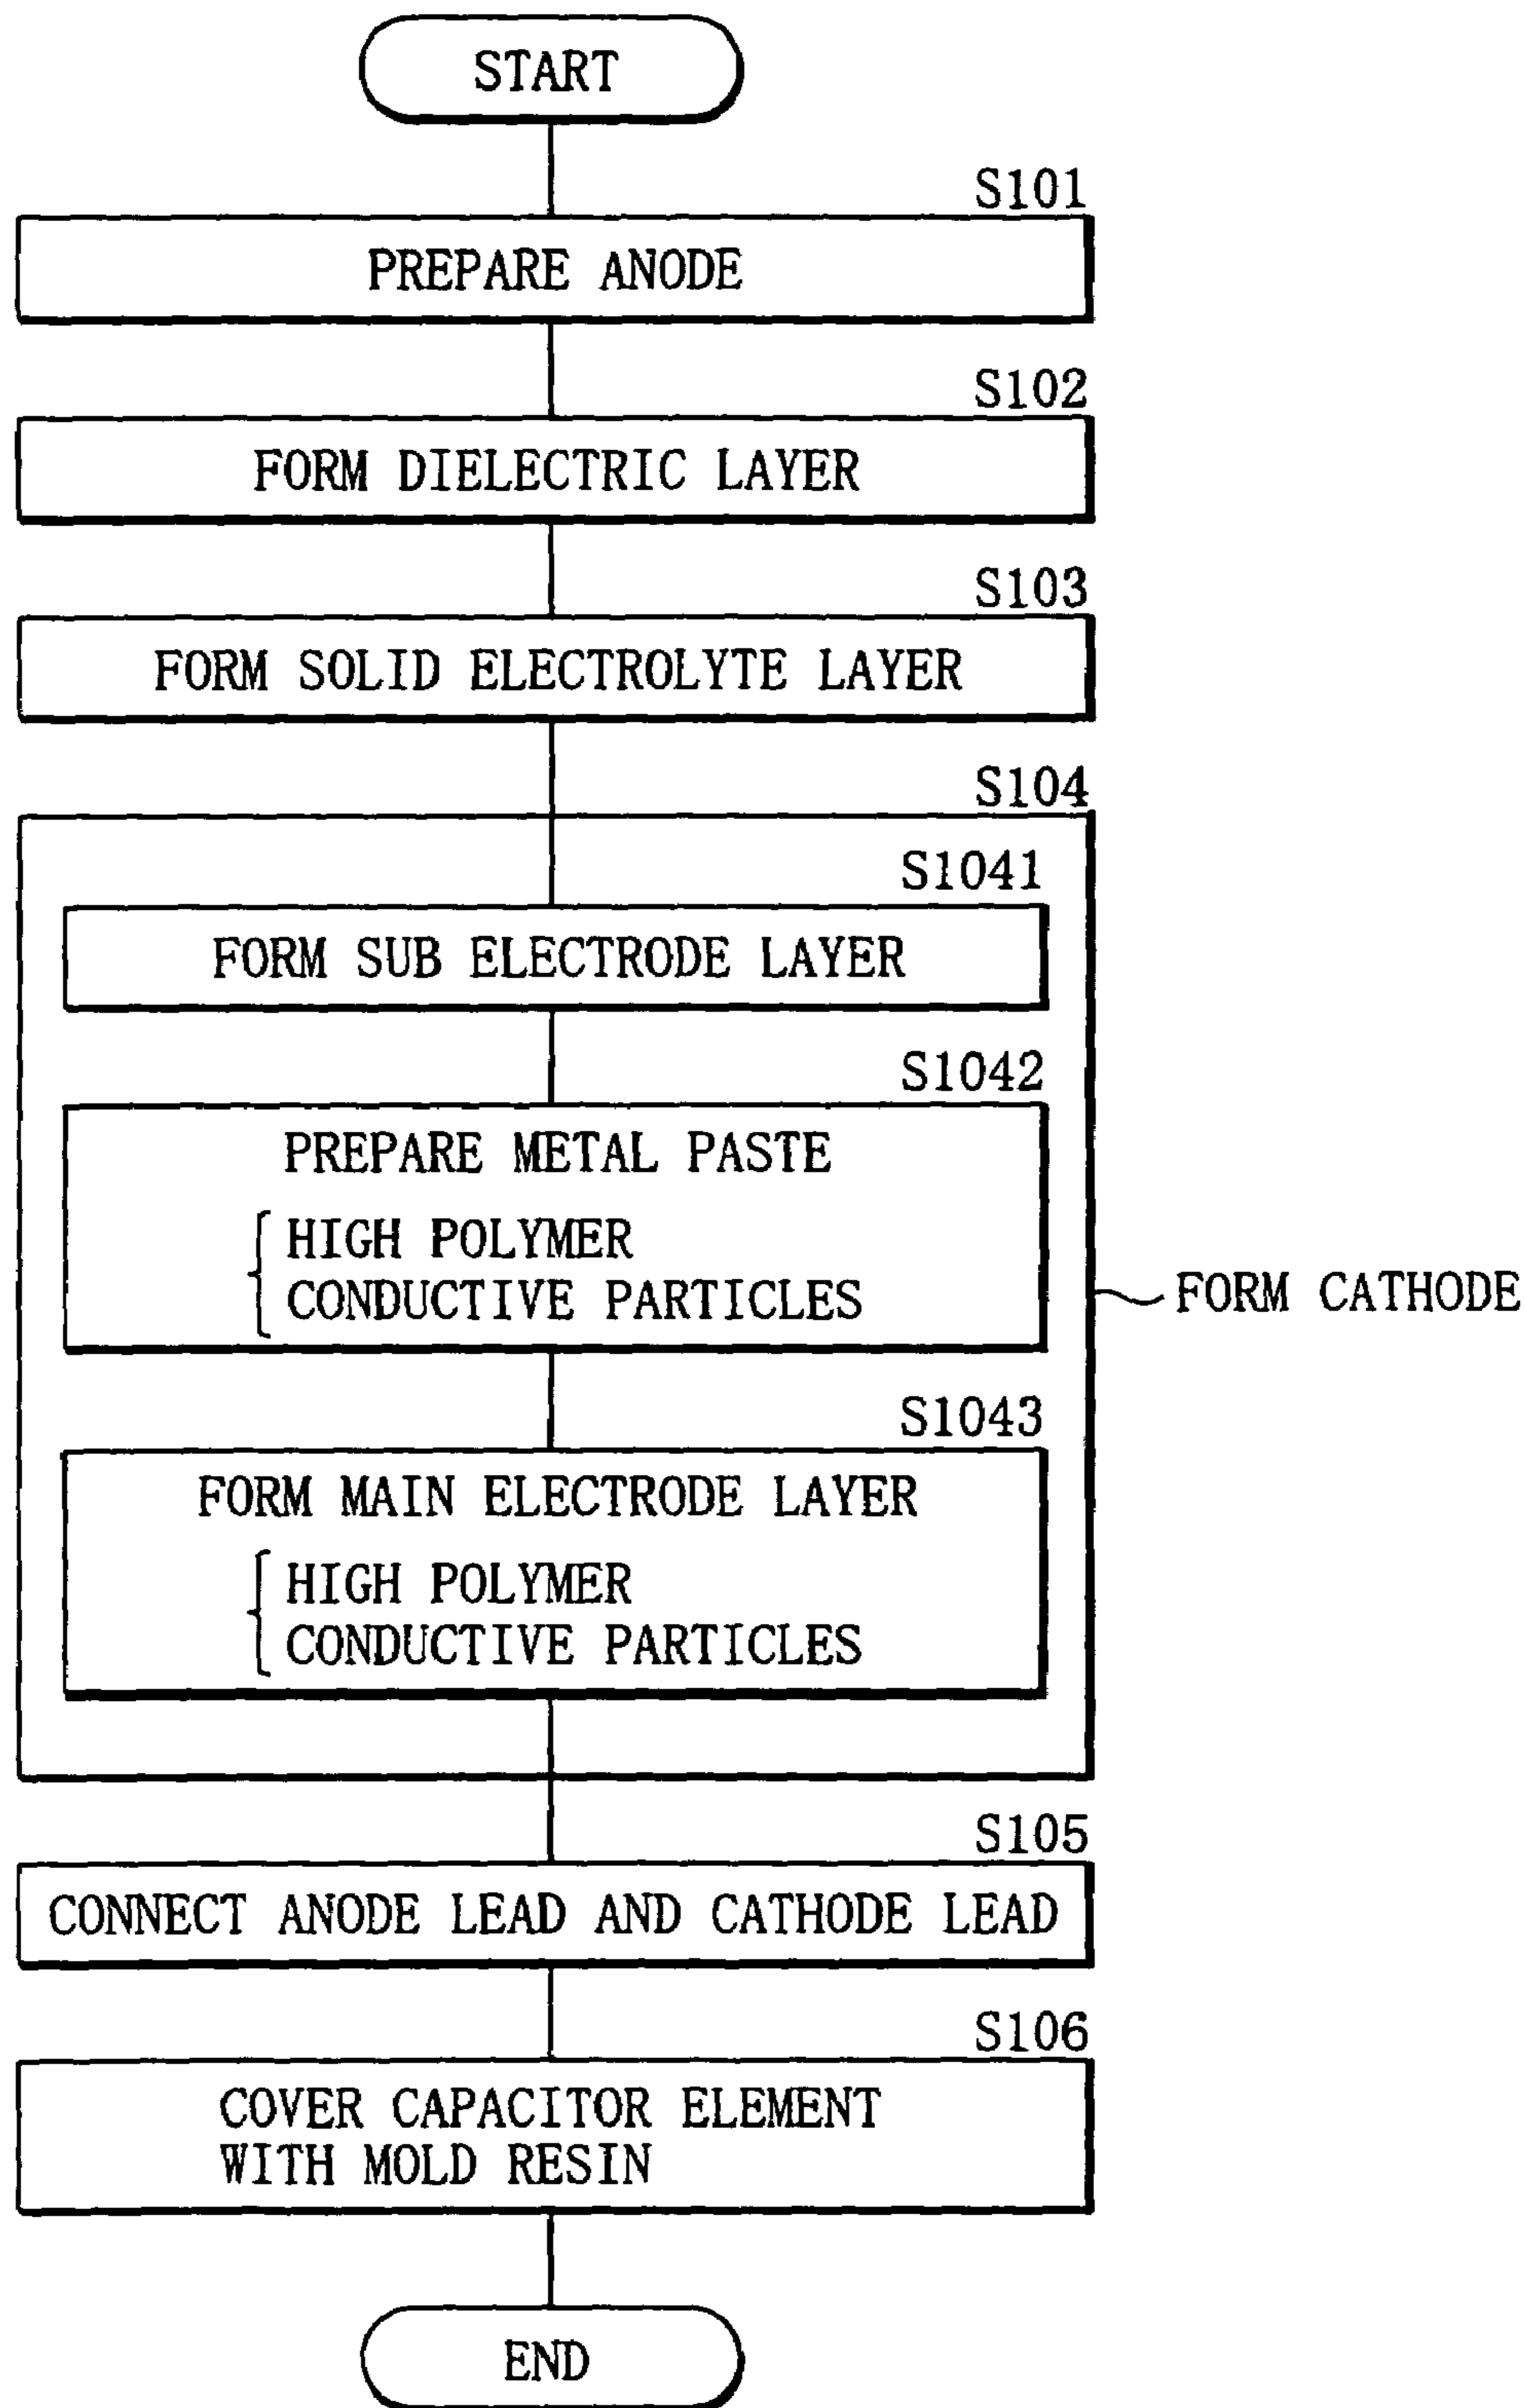 START
S101
PREPARE ANODE
S102
FORM DIELECTRIC LAYER
S103
FORM SOLID ELECTROLYTE LAYER
S104
S1041
FORM SUB ELECTRODE LAYER
S1042
PREPARE METAL PASTE
HIGH POLYMER
CONDUCTIVE PARTICLES
FORM CATHODE
S1043
FORM MAIN ELECTRODE LAYER
HIGH POLYMER
CONDUCTIVE PARTICLES
S105
CONNECT ANODE LEAD AND CATHODE LEAD
S106
COVER CAPACITOR ELEMENT
WITH MOLD RESIN
END